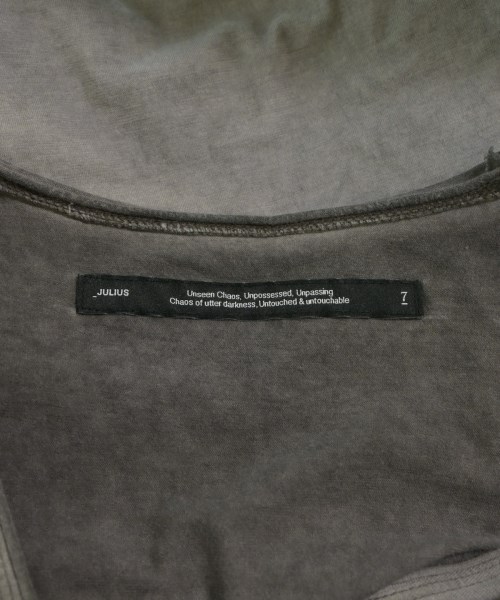 _JULIUS
Unseen Chaos, Unpossessed, Unpassing
Chaos of utter darkness, Untouched & untouchable
7